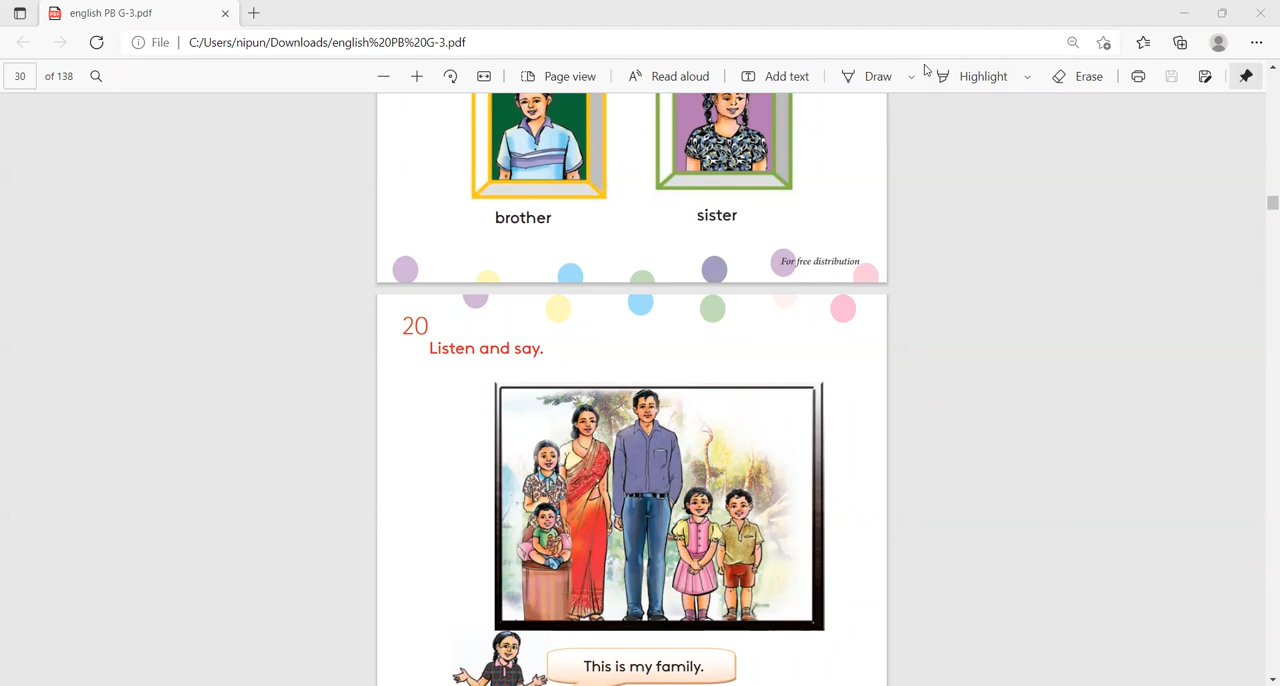 english PB G-3.pdf
File
C:/Users/nipun/Downloads/english%20PB%20G-3.pdf
30 of 138
Page view
Read aloud
Add text
Draw
Highlight
Erase
brother
sister
For free distribution
20
Listen and say.
This is my family.